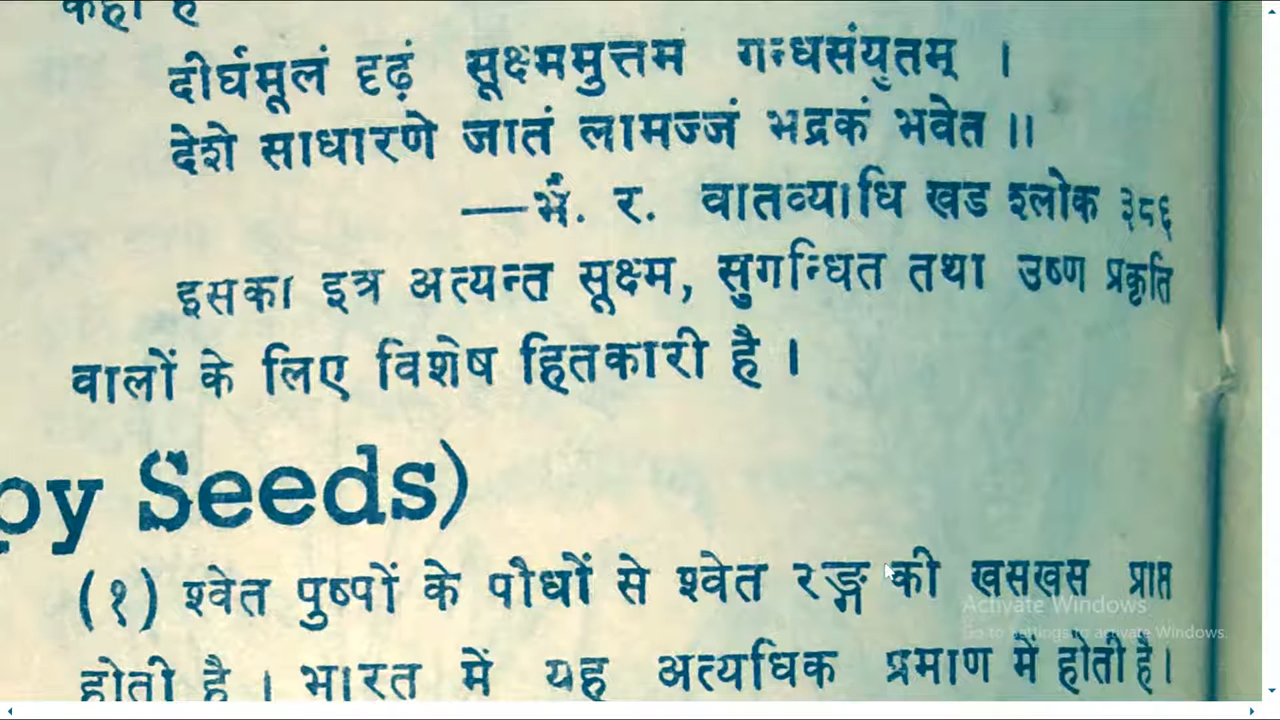 कहा है
दीर्घमूलं दृढ़ं सूक्ष्ममुत्तम गन्धसंयुतम् ।
देशे साधारणे जातं लामज्जं भद्रकं भवेत ॥
—भै. र. वातव्याधि खड श्लोक ३८६
इसका इत्र अत्यन्त सूक्ष्म, सुगन्धित तथा उष्ण प्रकृति
वालों के लिए विशेष हितकारी है ।
py Seeds)
(१) श्वेत पुष्पों के पौधों से श्वेत रङ्ग की खसखस प्राप्त
होती है । भारत में यह अत्यधिक प्रमाण में होती है।
Activate Windows
Go to Settings to activate Windows.